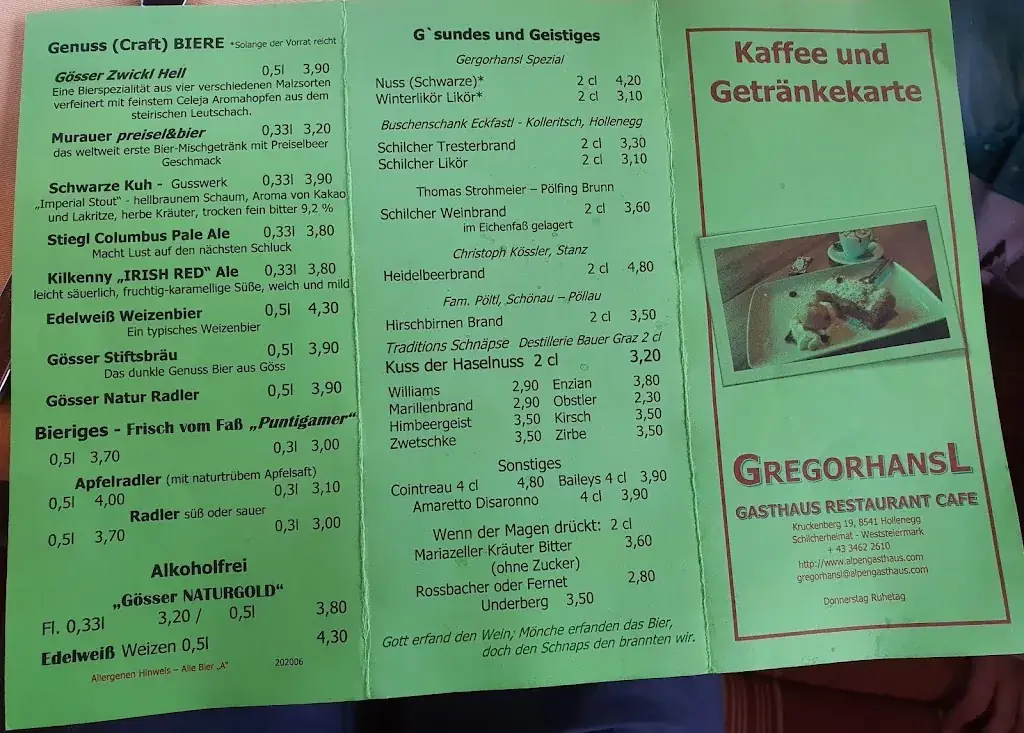 Genuss (Craft) BIERE *Solange der Vorrat reicht
Gösser Zwickl Hell 0,5l 3,90
Eine Bierspezialität aus vier verschiedenen Malzsorten
verfeinert mit feinstem Celeja Aromahopfen aus dem
steirischen Leutschach.
Murauer preisel&bier 0,33l 3,20
das weltweit erste Bier-Mischgetränk mit Preiselbeer
Geschmack
Schwarze Kuh - Gusswerk 0,33l 3,90
„Imperial Stout" - hellbraunem Schaum, Aroma von Kakao
und Lakritze, herbe Kräuter, trocken fein bitter 9,2 %
Stiegl Columbus Pale Ale 0,33l 3,80
Macht Lust auf den nächsten Schluck
Kilkenny „IRISH RED" Ale 0,33l 3,80
leicht säuerlich, fruchtig-karamellige Süße, weich und mild
Edelweiß Weizenbier 0,5l 4,30
Ein typisches Weizenbier
Gösser Stiftsbräu 0,5l 3,90
Das dunkle Genuss Bier aus Göss
Gösser Natur Radler 0,5l 3,90
Bieriges - Frisch vom Faß „Puntigamer"
0,5l 3,70 0,3l 3,00
Apfelradler (mit naturtrübem Apfelsaft)
0,5l 4,00 0,3l 3,10
Radler süß oder sauer
0,5l 3,70 0,3l 3,00
Alkoholfrei
„Gösser NATURGOLD"
Fl. 0,33l 3,20 / 0,5l 3,80
Edelweiß Weizen 0,5l 4,30
Allergenen Hinweis – Alle Bier „A" 202006
G`sundes und Geistiges
Gergorhansl Spezial
Nuss (Schwarze)* 2 cl 4,20
Winterlikör Likör* 2 cl 3,10
Buschenschank Eckfastl - Kolleritsch, Hollenegg
Schilcher Tresterbrand 2 cl 3,30
Schilcher Likör 2 cl 3,10
Thomas Strohmeier – Pölfing Brunn
Schilcher Weinbrand 2 cl 3,60
im Eichenfaß gelagert
Christoph Kössler, Stanz
Heidelbeerbrand 2 cl 4,80
Fam. Pöltl, Schönau – Pöllau
Hirschbirnen Brand 2 cl 3,50
Traditions Schnäpse Destillerie Bauer Graz 2 cl
Kuss der Haselnuss 2 cl 3,20
Williams 2,90 Enzian 3,80
Marillenbrand 2,90 Obstler 2,30
Himbeergeist 3,50 Kirsch 3,50
Zwetschke 3,50 Zirbe 3,50
Sonstiges
Cointreau 4 cl 4,80 Baileys 4 cl 3,90
Amaretto Disaronno 4 cl 3,90
Wenn der Magen drückt: 2 cl
Mariazeller Kräuter Bitter 3,60
(ohne Zucker)
Rossbacher oder Fernet 2,80
Underberg 3,50
Gott erfand den Wein, Mönche erfanden das Bier,
doch den Schnaps den brannten wir.
Kaffee und
Getränkekarte
GREGORHANSL
GASTHAUS RESTAURANT CAFE
Kruckenberg 19, 8541 Hollenegg
Schilcherheimat - Weststeiermark
+ 43 3462 2610
http://www.alpengasthaus.com
gregorhansl@alpengasthaus.com
Donnerstag Ruhetag